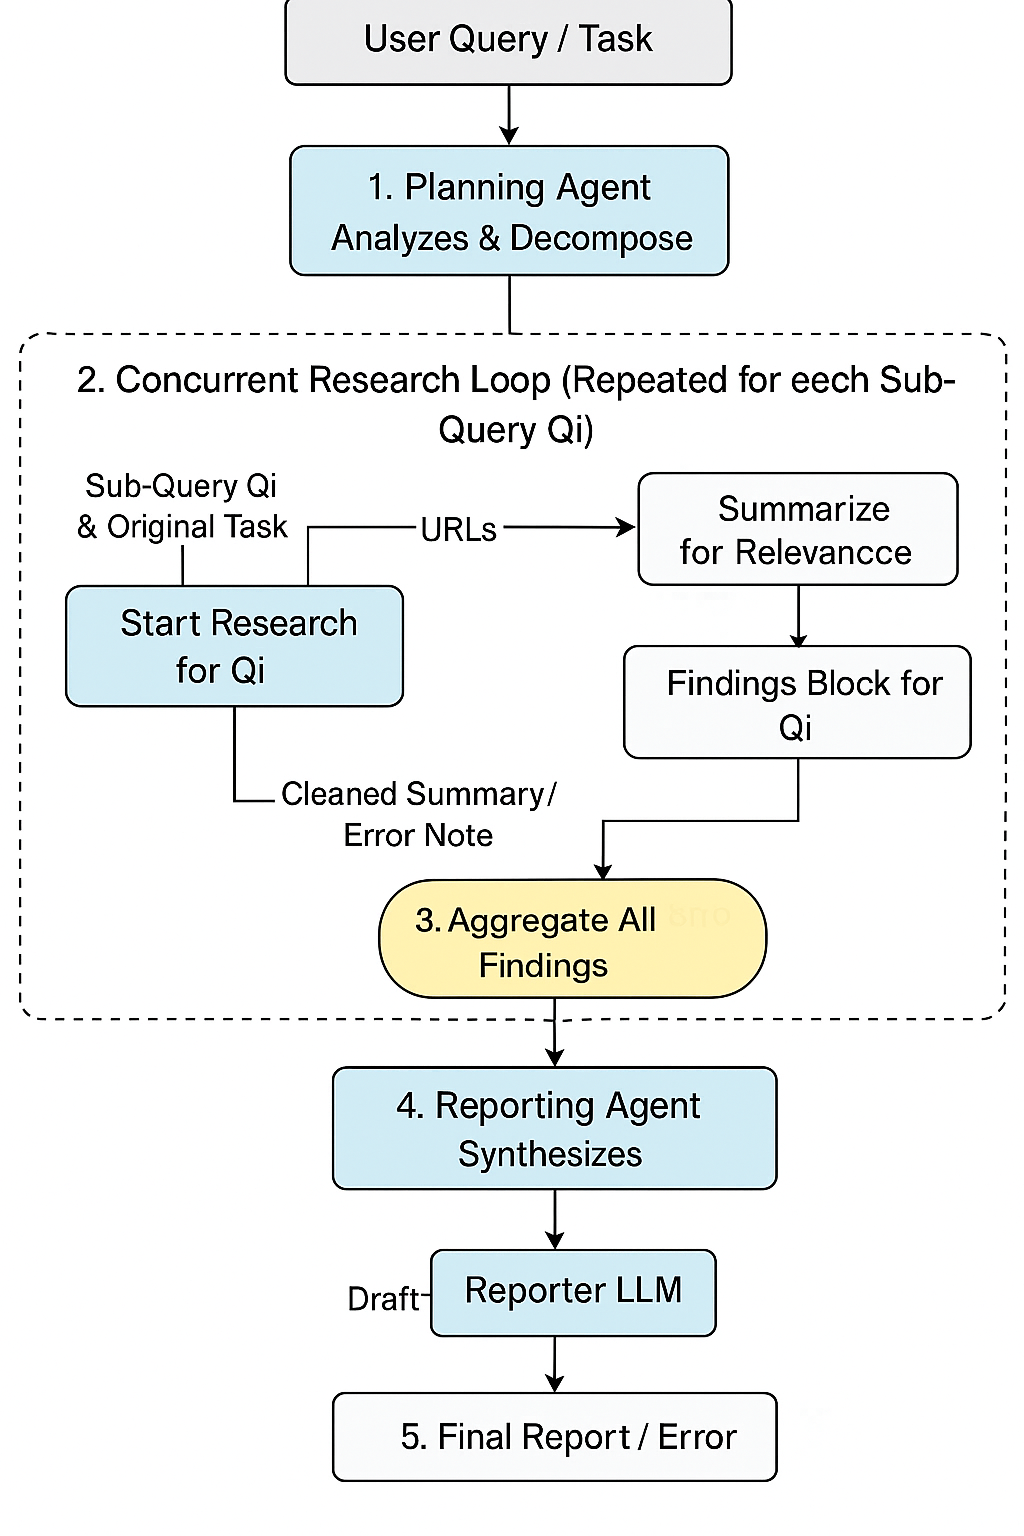 User Query / Task
1. Planning Agent
Analyzes & Decompose
2. Concurrent Research Loop (Repeated for eech Sub-
Query Qi)
Sub-Query Qi
& Original Task
URLs
Summarize
for Relevancce
Start Research
for Qi
Findings Block for
Qi
Cleaned Summary/
Error Note
3. Aggregate All
Findings
4. Reporting Agent
Synthesizes
Draft
Reporter LLM
5. Final Report / Error